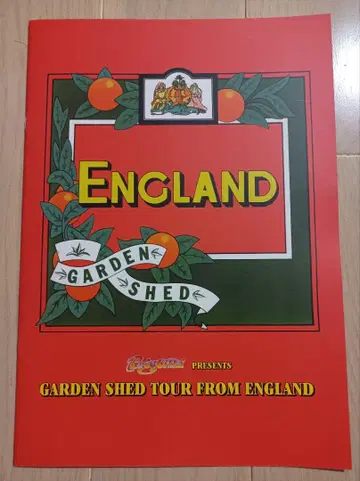 ENGLAND
GARDEN
SHED
PRESENTS
GARDEN SHED TOUR FROM ENGLAND